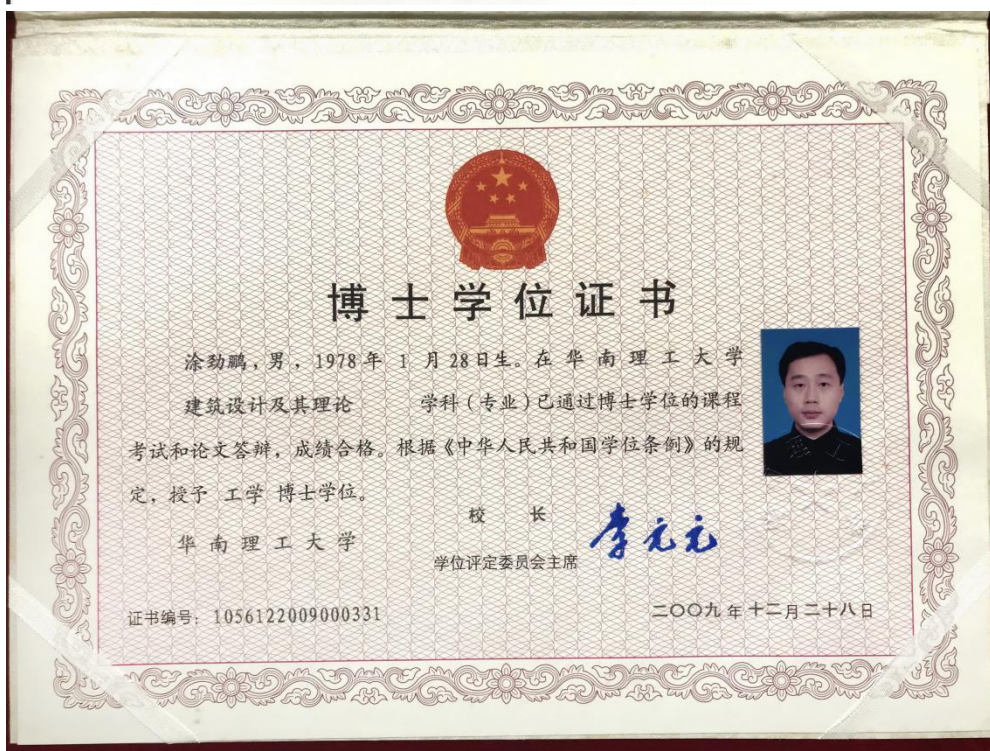 博士学位证书
涂劲鹏，男，1978年 1 月28日生。在 华 南 理 工 大 学
建筑设计及其理论 学科（专业）已通过博士学位的课程
考试和论文答辩，成绩合格。根据《中华人民共和国学位条例》的规
定，授予 工学 博士学位。
华 南 理 工 大 学
校 长
学位评定委员会主席
李元元
证书编号：1056122009000331
二〇〇九 年 十二月 二十八 日